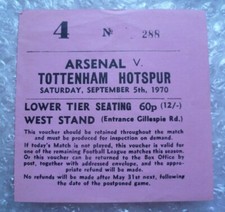 4 Nº 288
ARSENAL V.
TOTTENHAM HOTSPUR
SATURDAY, SEPTEMBER 5th, 1970
LOWER TIER SEATING 60p (12/-)
WEST STAND (Entrance Gillespie Rd.)
This voucher should be retained throughout the match
and must be produced for inspection on demand.
If today's Match is not played, this voucher is valid for
one of the remaining Football League matches this season.
or this Voucher can be returned to the Box Office by
post, together with addressed envelope, and the appro-
priate refund will be made.
No refunds will be made after May 31st next, following
the date of the postponed game.